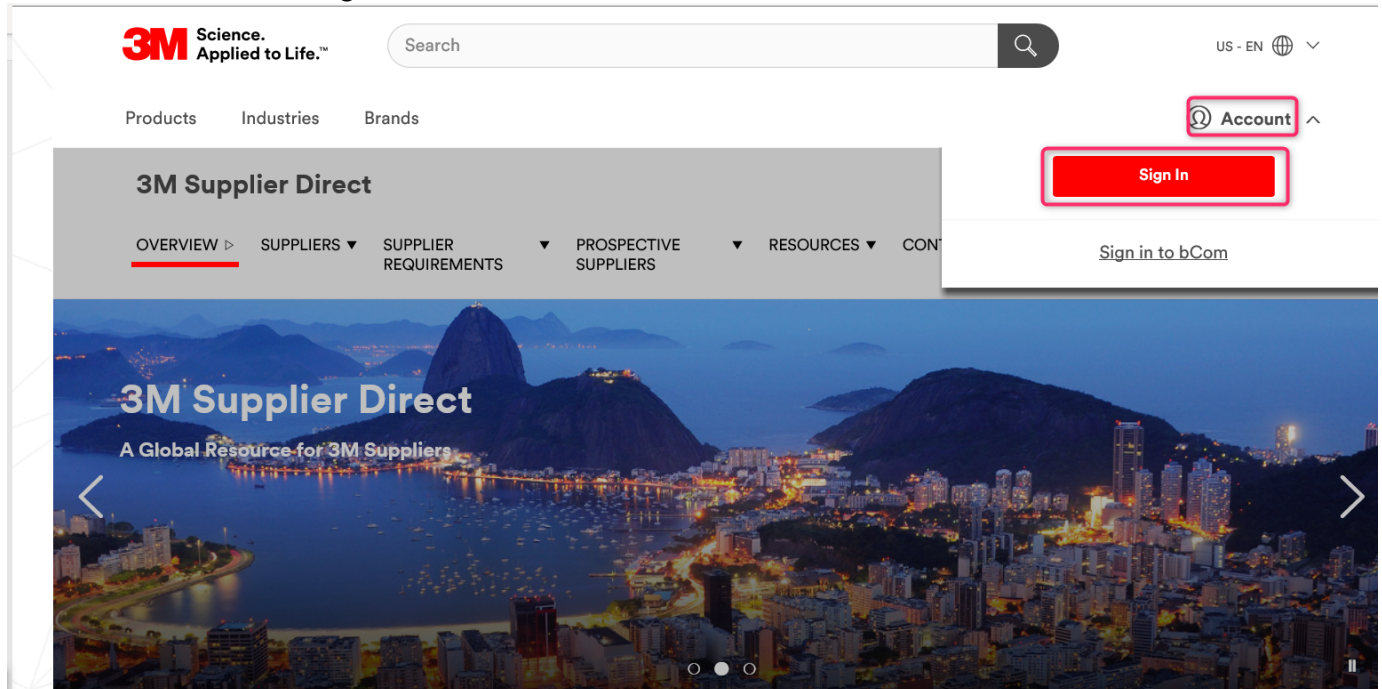 3M Science.
Applied to Life.™
Search
US - EN
Products Industries Brands
Account
3M Supplier Direct
Sign In
OVERVIEW SUPPLIERS SUPPLIER REQUIREMENTS PROSPECTIVE SUPPLIERS RESOURCES CONT
Sign in to bCom
3M Supplier Direct
A Global Resource for 3M Suppliers